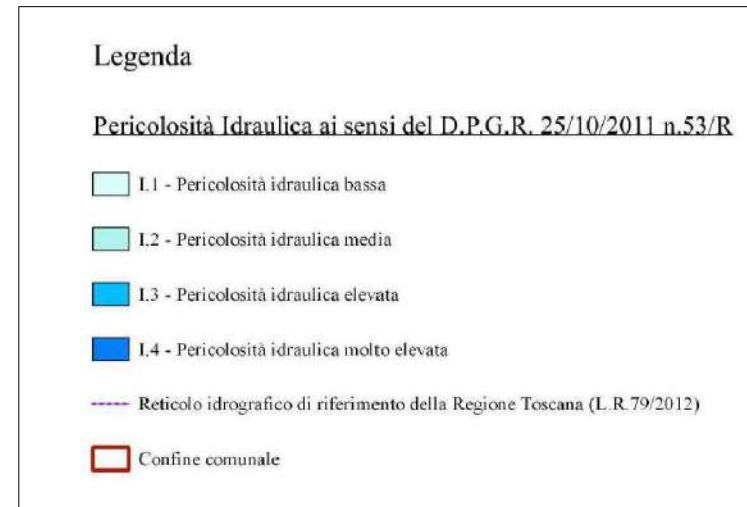 Legenda
Pericolosità Idraulica ai sensi del D.P.G.R. 25/10/2011 n.53/R
I.1 - Pericolosità idraulica bassa
I.2 - Pericolosità idraulica media
I.3 - Pericolosità idraulica elevata
I.4 - Pericolosità idraulica molto elevata
Reticolo idrografico di riferimento della Regione Toscana (L.R.79/2012)
Confine comunale